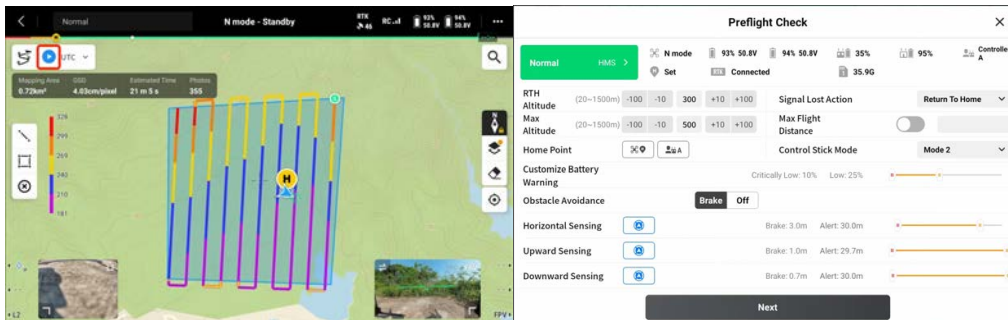 Normal
N mode - Standby
RTK
46
RC
93%
50.8V
94%
50.8V
UTC
Mapping Area GSD Estimated Time Photos
0.72km² 4.03cm/pixel 21 m 5 s 355
326
299
269
240
210
181
N
H
L2
FPV
Preflight Check
Normal HMS
N mode 93% 50.8V 94% 50.8V 35% 95% Controller A
Set RTK Connected 35.9G
RTH Altitude (20~1500m) -100 -10 300 +10 +100 Signal Lost Action Return To Home
Max Altitude (20~1500m) -100 -10 500 +10 +100 Max Flight Distance
Home Point A Control Stick Mode Mode 2
Customize Battery Warning Critically Low: 10% Low: 25%
Obstacle Avoidance Brake Off
Horizontal Sensing Brake: 3.0m Alert: 30.0m
Upward Sensing Brake: 1.0m Alert: 29.7m
Downward Sensing Brake: 0.7m Alert: 30.0m
Next